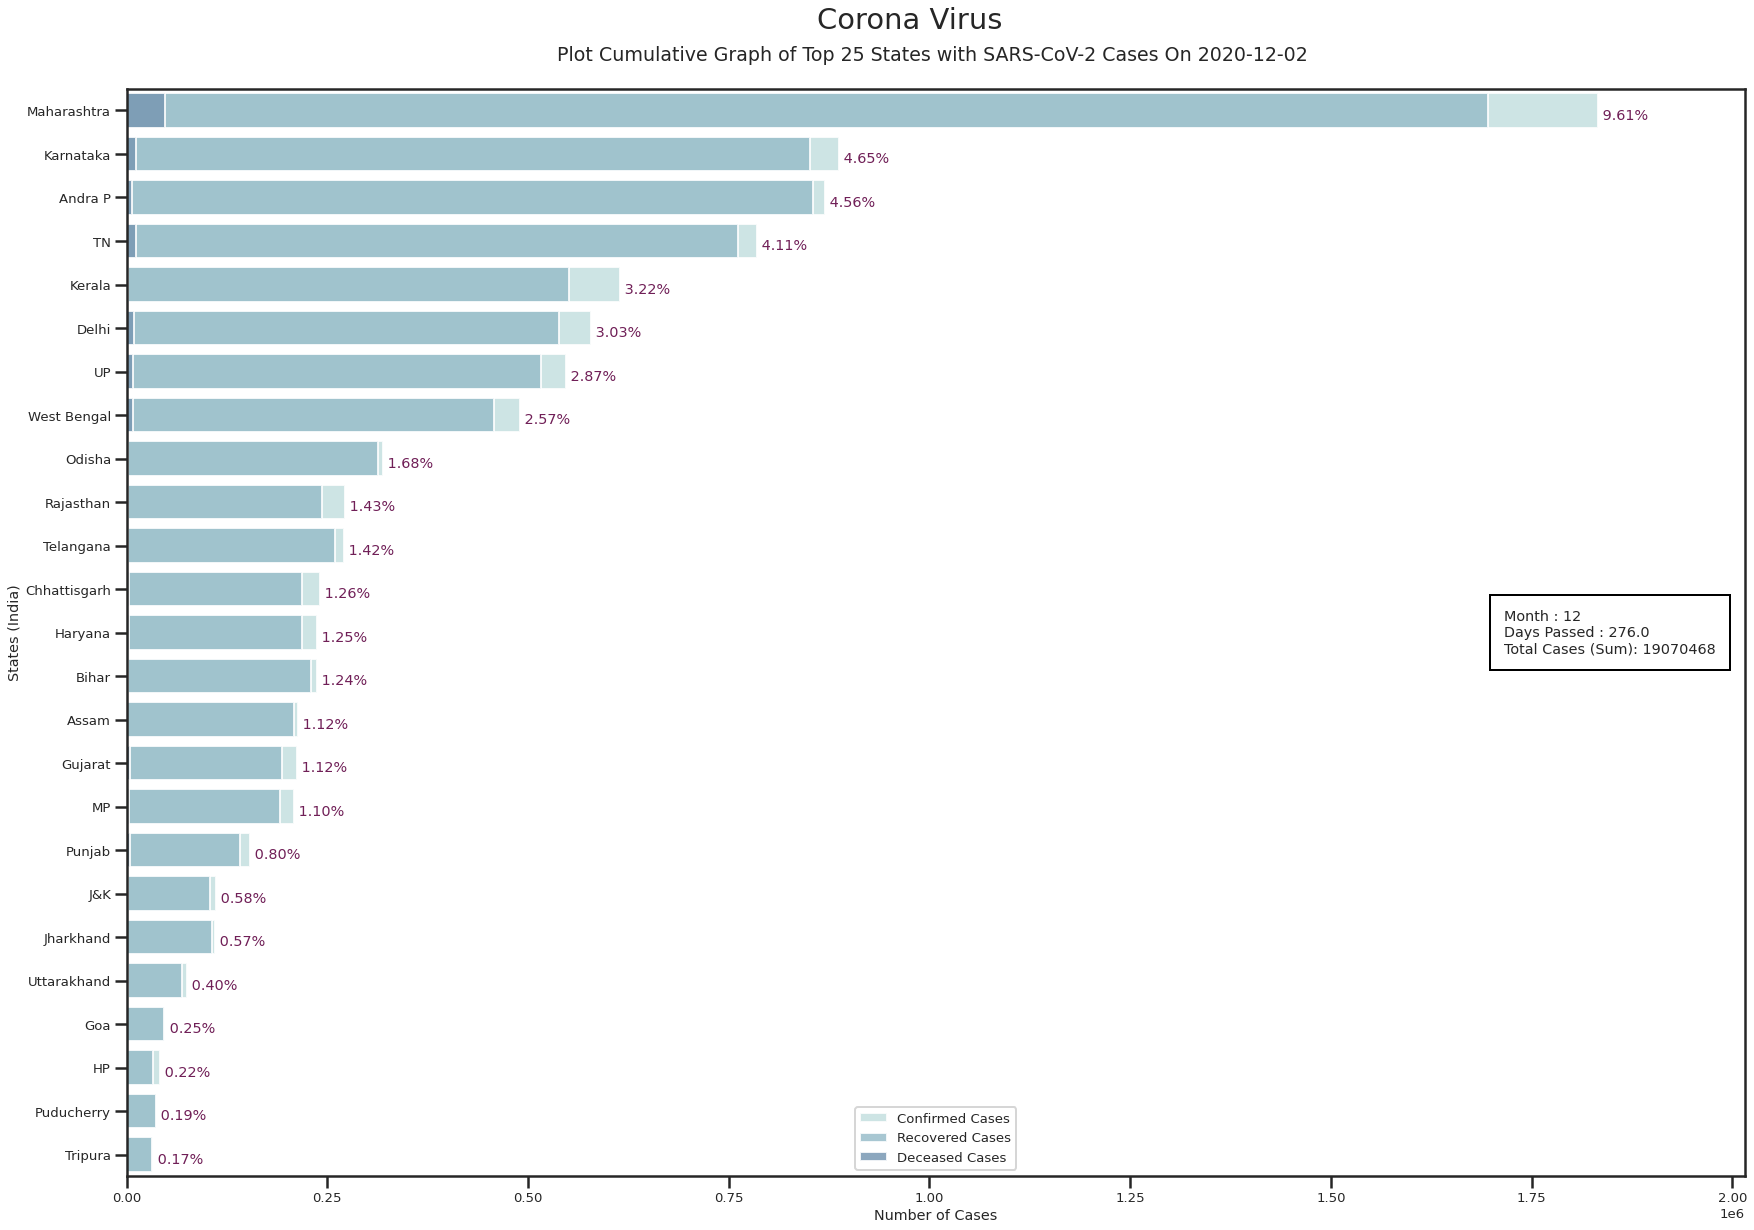 Corona Virus
Plot Cumulative Graph of Top 25 States with SARS-CoV-2 Cases On 2020-12-02
States (India)
Maharashtra 9.61%
Karnataka 4.65%
Andra P 4.56%
TN 4.11%
Kerala 3.22%
Delhi 3.03%
UP 2.87%
West Bengal 2.57%
Odisha 1.68%
Rajasthan 1.43%
Telangana 1.42%
Chhattisgarh 1.26%
Haryana 1.25%
Bihar 1.24%
Assam 1.12%
Gujarat 1.12%
MP 1.10%
Punjab 0.80%
J&K 0.58%
Jharkhand 0.57%
Uttarakhand 0.40%
Goa 0.25%
HP 0.22%
Puducherry 0.19%
Tripura 0.17%
Month : 12
Days Passed : 276.0
Total Cases (Sum): 19070468
Confirmed Cases
Recovered Cases
Deceased Cases
0.00 0.25 0.50 0.75 1.00 1.25 1.50 1.75 2.00
1e6
Number of Cases